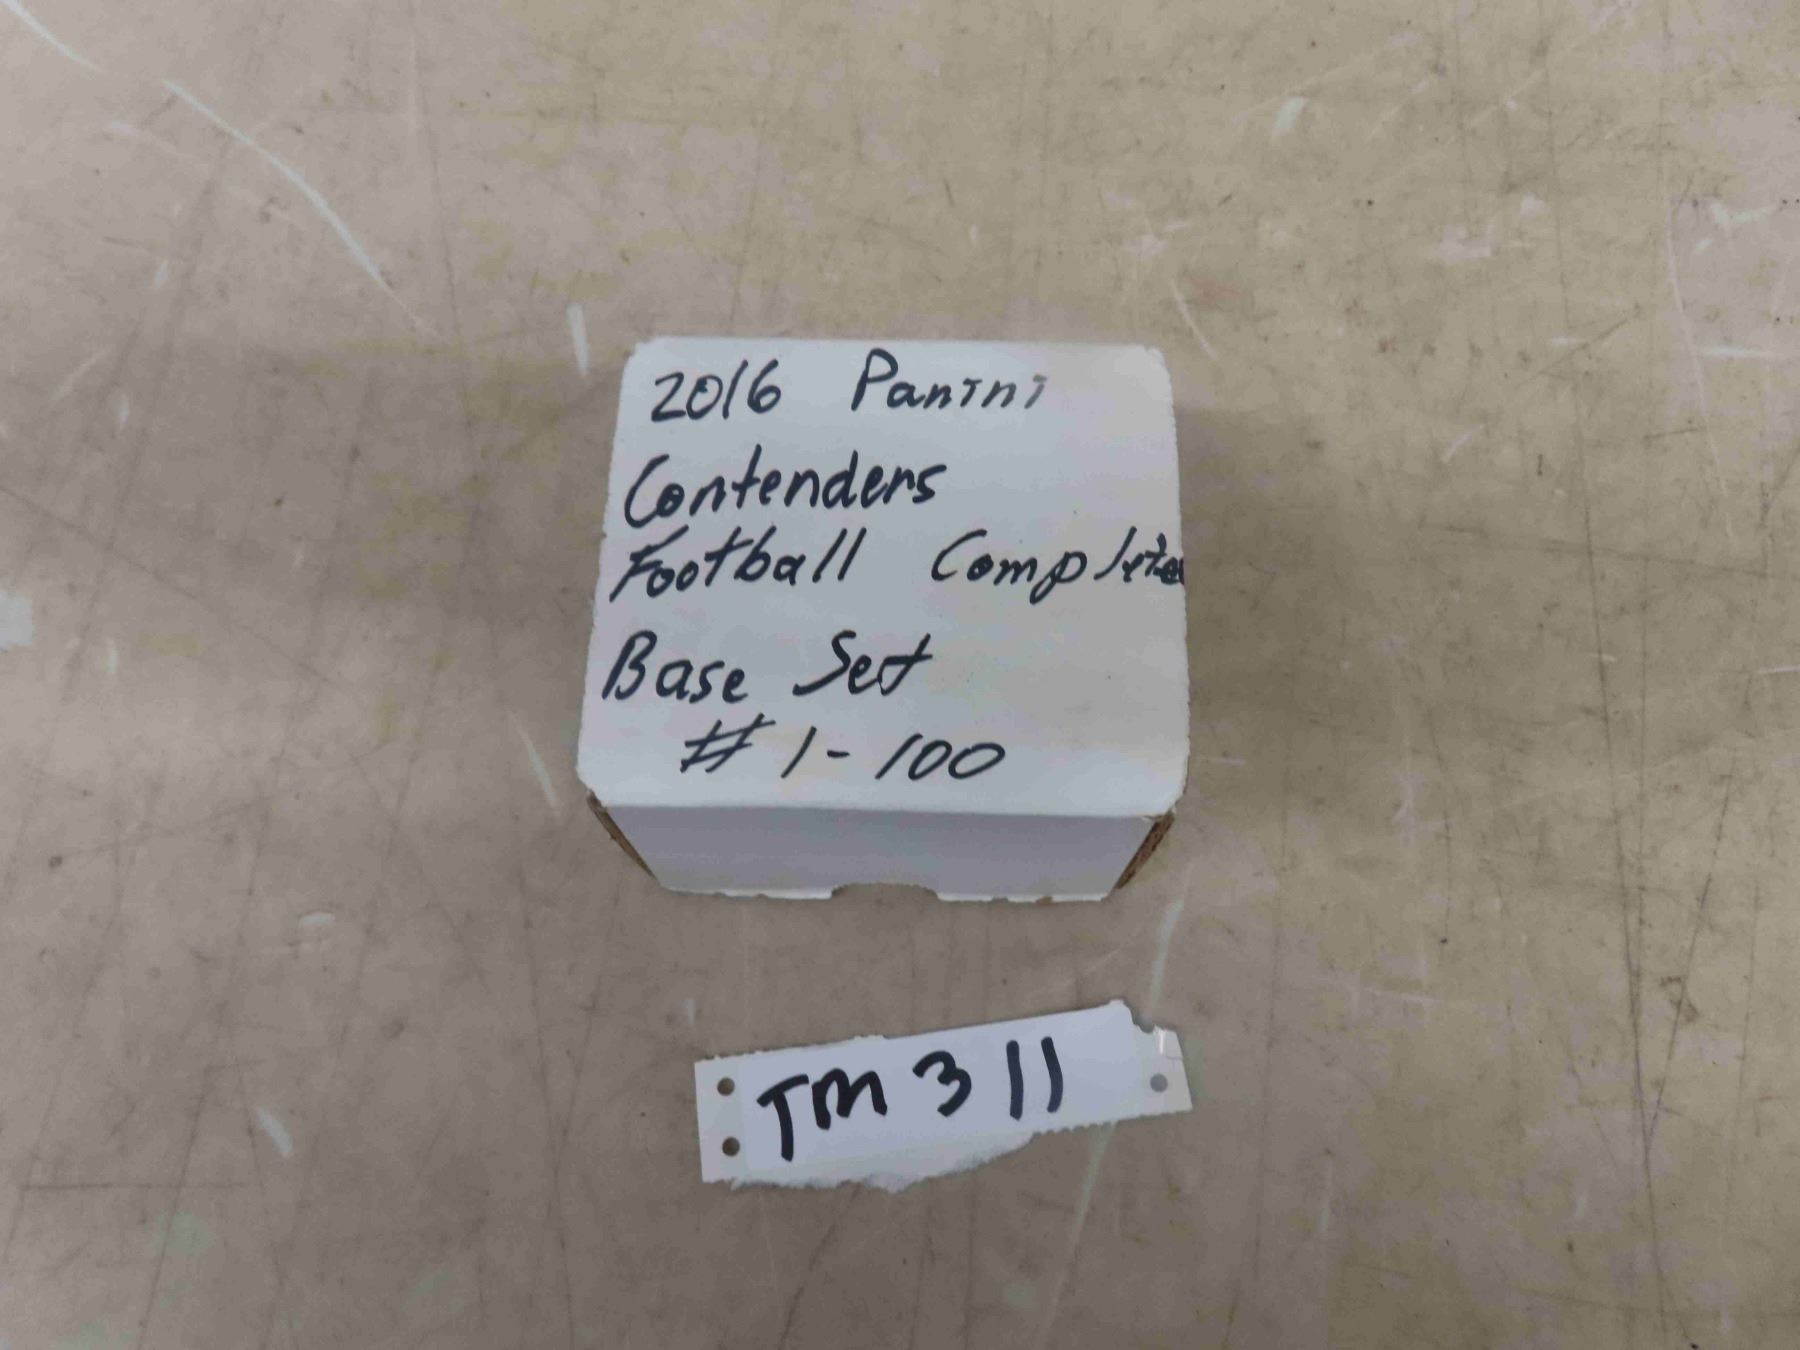 2016 Panini
Contenders
Football Complete
Base Set
# 1-100
TM 311